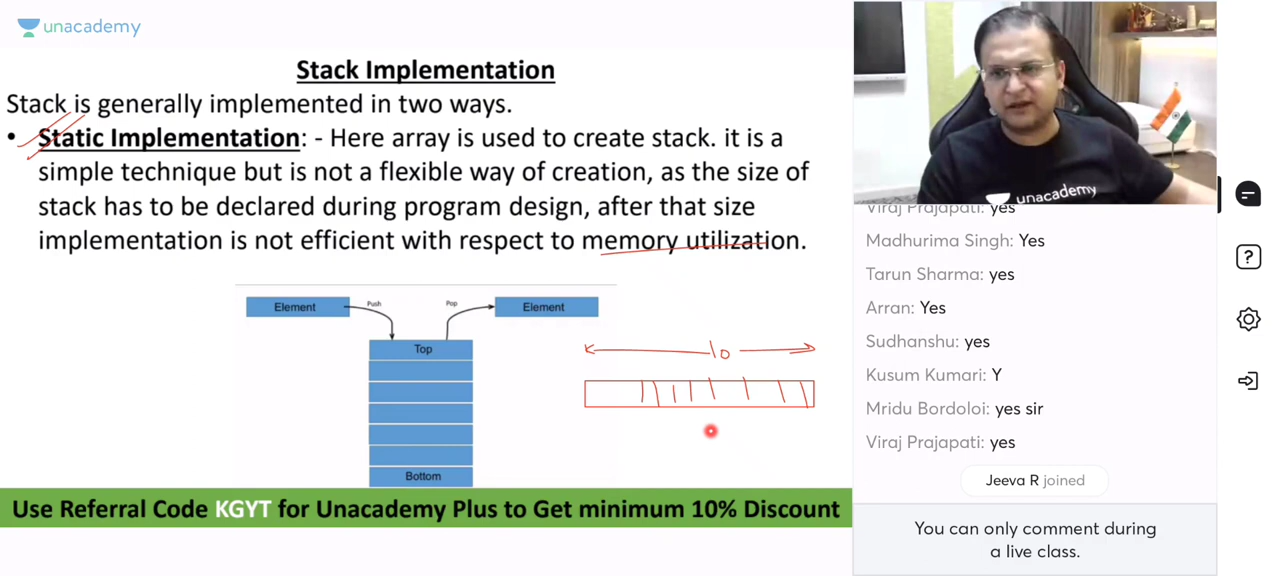 unacademy
Stack Implementation
Stack is generally implemented in two ways.
• Static Implementation: - Here array is used to create stack. it is a
simple technique but is not a flexible way of creation, as the size of
stack has to be declared during program design, after that size
implementation is not efficient with respect to memory utilization.
Element
Push
Pop
Element
Top
Bottom
10
Use Referral Code KGYT for Unacademy Plus to Get minimum 10% Discount
unacademy
Viraj Prajapati: yes
Madhurima Singh: Yes
Tarun Sharma: yes
Arran: Yes
Sudhanshu: yes
Kusum Kumari: Y
Mridu Bordoloi: yes sir
Viraj Prajapati: yes
Jeeva R joined
You can only comment during
a live class.
?